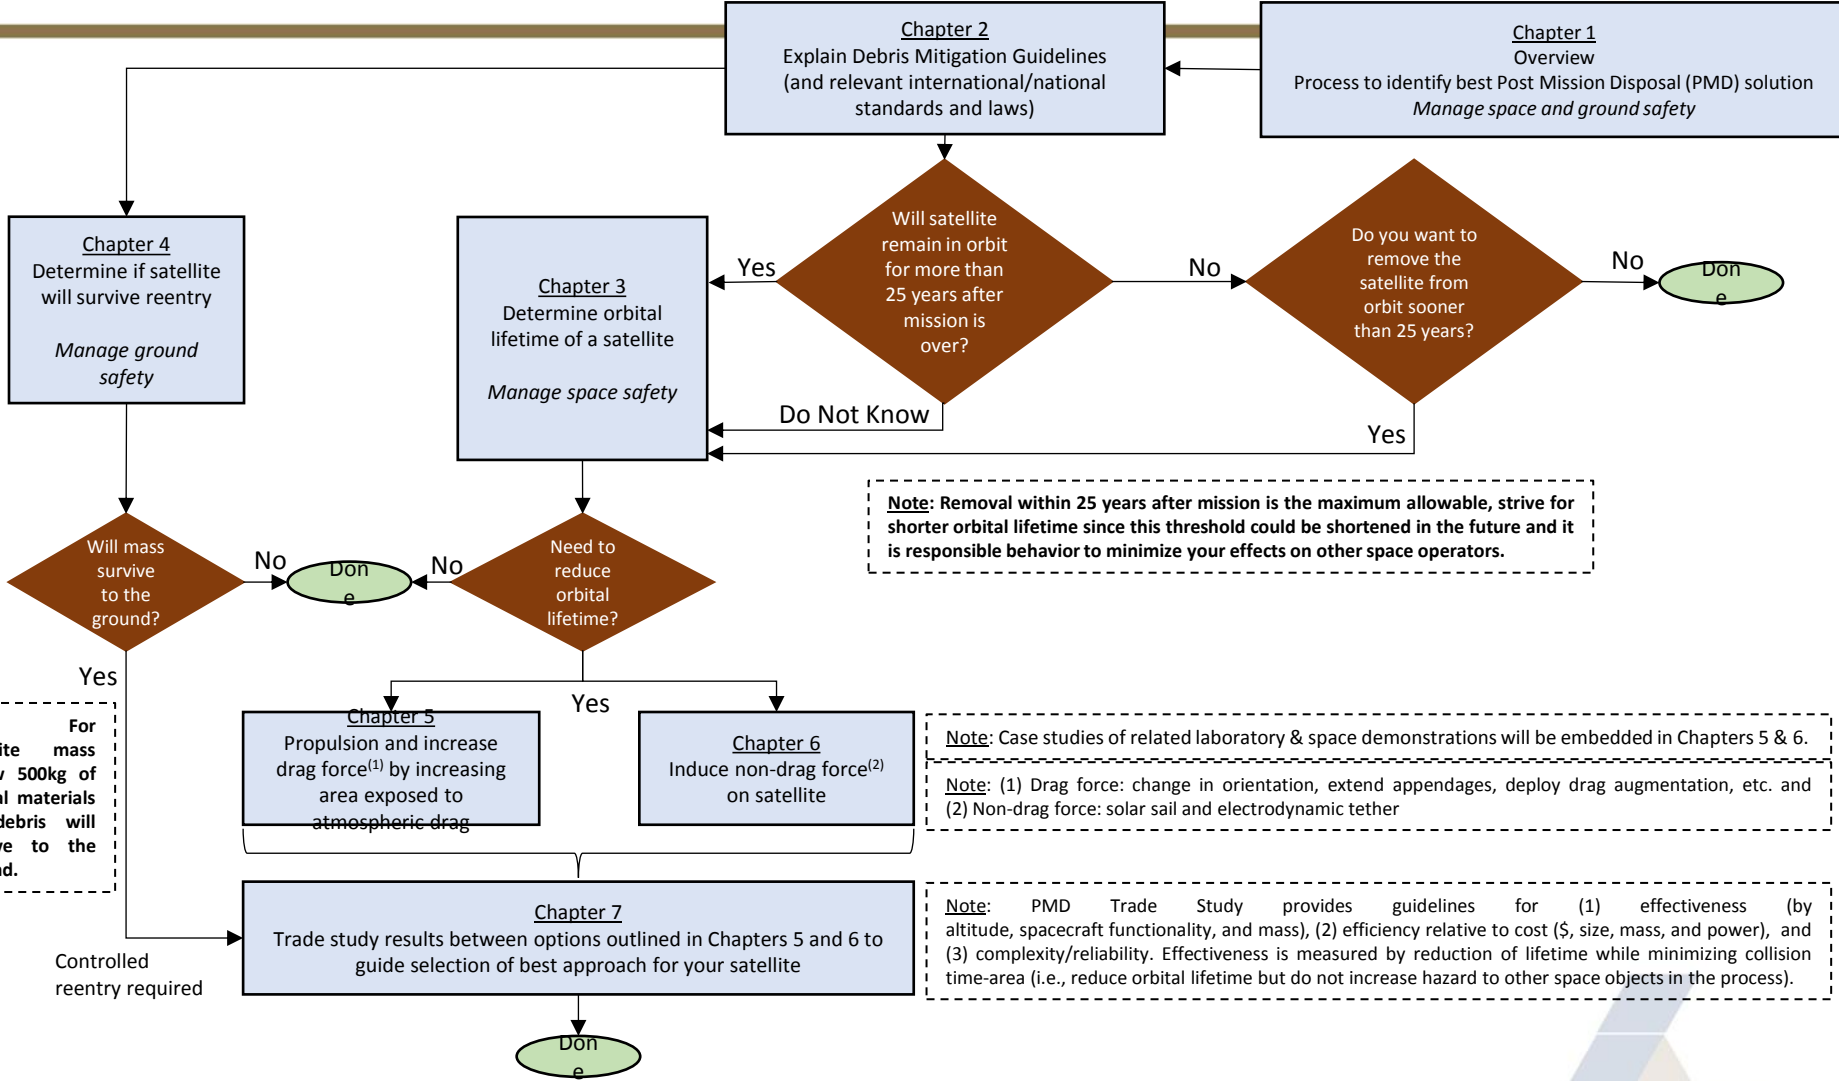 Chapter 2
Explain Debris Mitigation Guidelines
(and relevant international/national
standards and laws)
Chapter 1
Overview
Process to identify best Post Mission Disposal (PMD) solution
Manage space and ground safety
Chapter 4
Determine if satellite
will survive reentry
Manage ground
safety
Chapter 3
Determine orbital
lifetime of a satellite
Manage space safety
Yes
Will satellite
remain in orbit
for more than
25 years after
mission is
over?
No
Do you want to
remove the
satellite from
orbit sooner
than 25 years?
No
Don
e
Do Not Know
Yes
Note: Removal within 25 years after mission is the maximum allowable, strive for
shorter orbital lifetime since this threshold could be shortened in the future and it
is responsible behavior to minimize your effects on other space operators.
Will mass
survive
to the
ground?
No
Don
e
No
Need to
reduce
orbital
lifetime?
Yes
Yes
For
mass
500kg of
materials
will
to the
Chapter 5
Propulsion and increase
drag force(1) by increasing
area exposed to
atmospheric drag
Chapter 6
Induce non-drag force(2)
on satellite
Note: Case studies of related laboratory & space demonstrations will be embedded in Chapters 5 & 6.
Note: (1) Drag force: change in orientation, extend appendages, deploy drag augmentation, etc. and
(2) Non-drag force: solar sail and electrodynamic tether
Chapter 7
Trade study results between options outlined in Chapters 5 and 6 to
guide selection of best approach for your satellite
Note: PMD Trade Study provides guidelines for (1) effectiveness (by
altitude, spacecraft functionality, and mass), (2) efficiency relative to cost ($, size, mass, and power), and
(3) complexity/reliability. Effectiveness is measured by reduction of lifetime while minimizing collision
time-area (i.e., reduce orbital lifetime but do not increase hazard to other space objects in the process).
Controlled
reentry required
Don
e